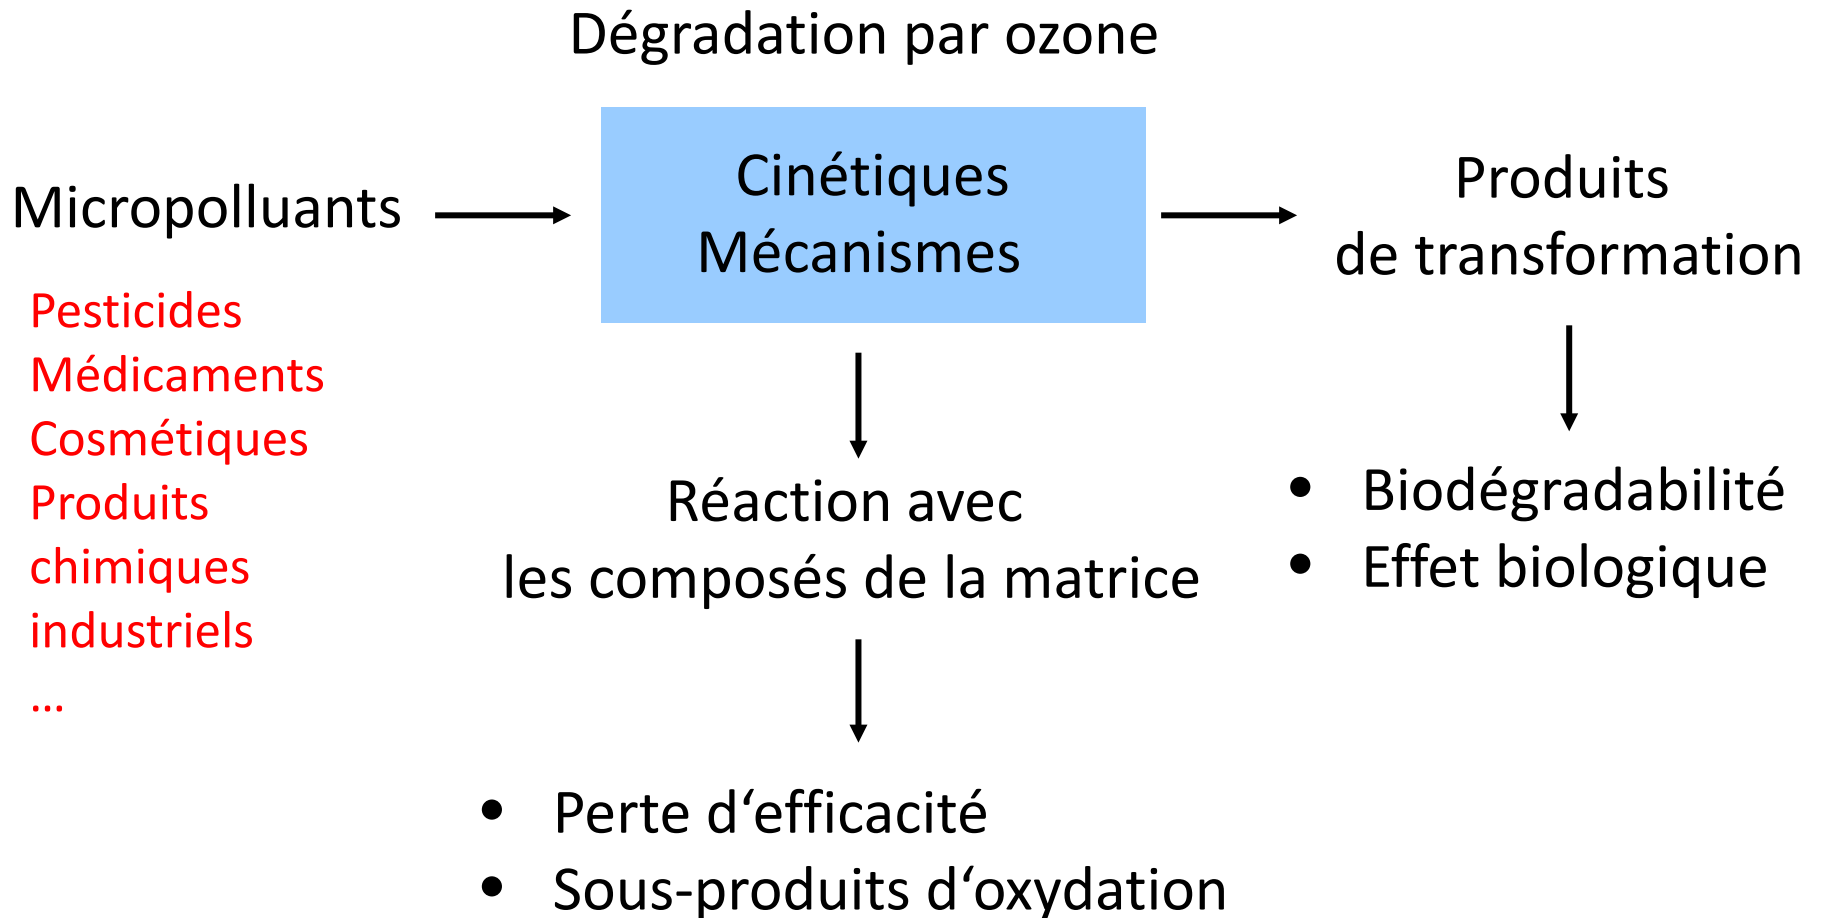 Dégradation par ozone
Micropolluants
Pesticides
Médicaments
Cosmétiques
Produits
chimiques
industriels
...
Cinétiques
Mécanismes
Réaction avec
les composés de la matrice
• Perte d‘efficacité
• Sous-produits d‘oxydation
Produits
de transformation
• Biodégradabilité
• Effet biologique